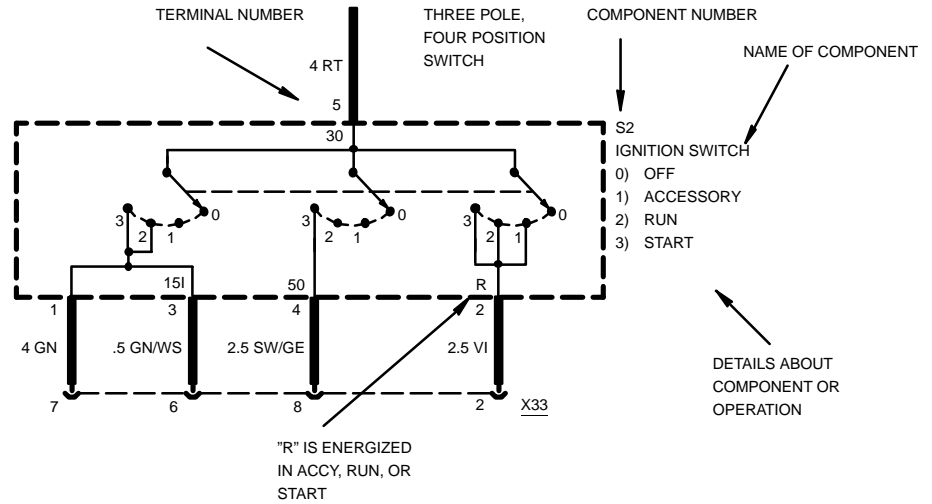 TERMINAL NUMBER
THREE POLE,
FOUR POSITION
SWITCH
COMPONENT NUMBER
NAME OF COMPONENT
4 RT
5
30
S2
IGNITION SWITCH
0) OFF
1) ACCESSORY
2) RUN
3) START
3 2 1 0
3 2 1 0
3 2 1 0
15I 50 R
1 3 4 2
4 GN .5 GN/WS 2.5 SW/GE 2.5 VI
7 6 8 2 X33
DETAILS ABOUT
COMPONENT OR
OPERATION
"R" IS ENERGIZED
IN ACCY, RUN, OR
START